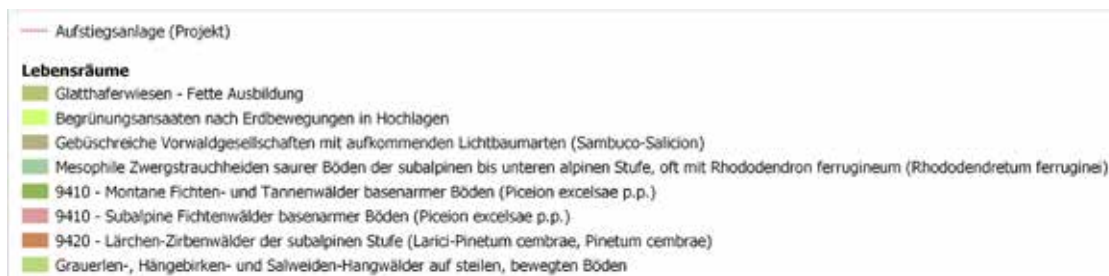 Aufstiegsanlage (Projekt)
Lebensräume
Glatthaferwiesen - Fette Ausbildung
Begrünungsansaaten nach Erdbewegungen in Hochlagen
Gebüschreiche Vorwaldgesellschaften mit aufkommenden Lichtbaumarten (Sambuco-Salicion)
Mesophile Zwergstrauchheiden saurer Böden der subalpinen bis unteren alpinen Stufe, oft mit Rhododendron ferrugineum (Rhododendretum ferruginei)
9410 - Montane Fichten- und Tannenwälder basenarmer Böden (Piceion excelsae p.p.)
9410 - Subalpine Fichtenwälder basenarmer Böden (Piceion excelsae p.p.)
9420 - Lärchen-Zirbenwälder der subalpinen Stufe (Larici-Pinetum cembrae, Pinetum cembrae)
Grauerlen-, Hängebirken- und Salweiden-Hangwälder auf steilen, bewegten Böden